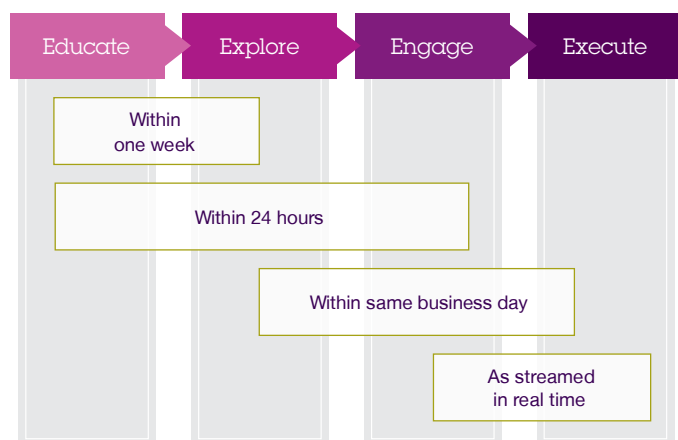 Educate
Explore
Engage
Execute
Within
one week
Within 24 hours
Within same business day
As streamed
in real time